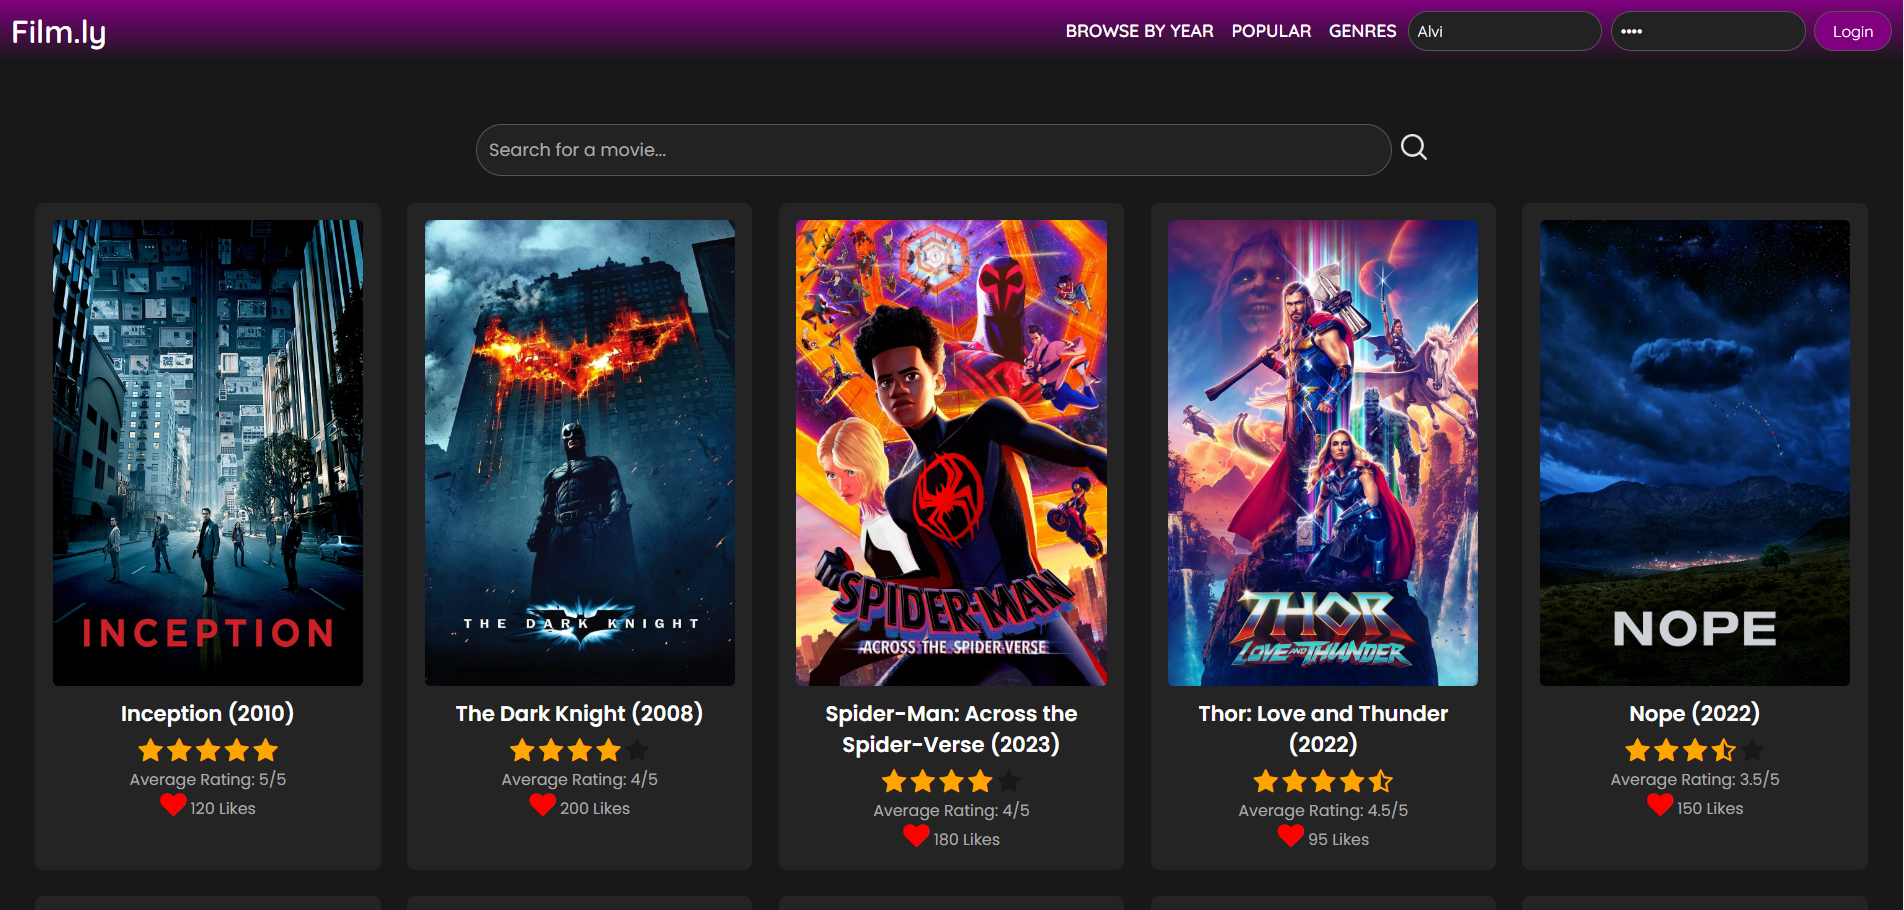 Film.ly
BROWSE BY YEAR POPULAR GENRES Alvi •••• Login
Search for a movie...
INCEPTION
THE DARK KNIGHT
SPIDER-MAN
ACROSS THE SPIDER-VERSE
THOR
LOVE AND THUNDER
NOPE
Inception (2010)
Average Rating: 5/5
120 Likes
The Dark Knight (2008)
Average Rating: 4/5
200 Likes
Spider-Man: Across the
Spider-Verse (2023)
Average Rating: 4/5
180 Likes
Thor: Love and Thunder
(2022)
Average Rating: 4.5/5
95 Likes
Nope (2022)
Average Rating: 3.5/5
150 Likes